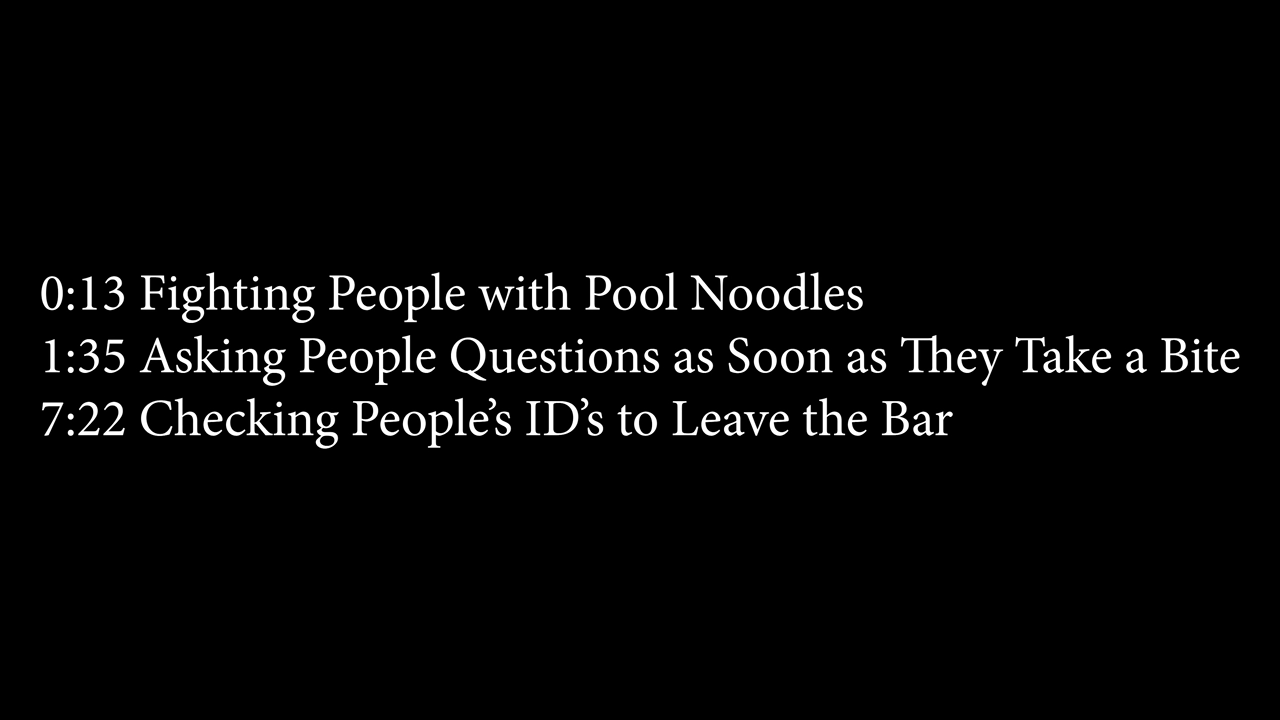 0:13 Fighting People with Pool Noodles
1:35 Asking People Questions as Soon as They Take a Bite
7:22 Checking People’s ID’s to Leave the Bar